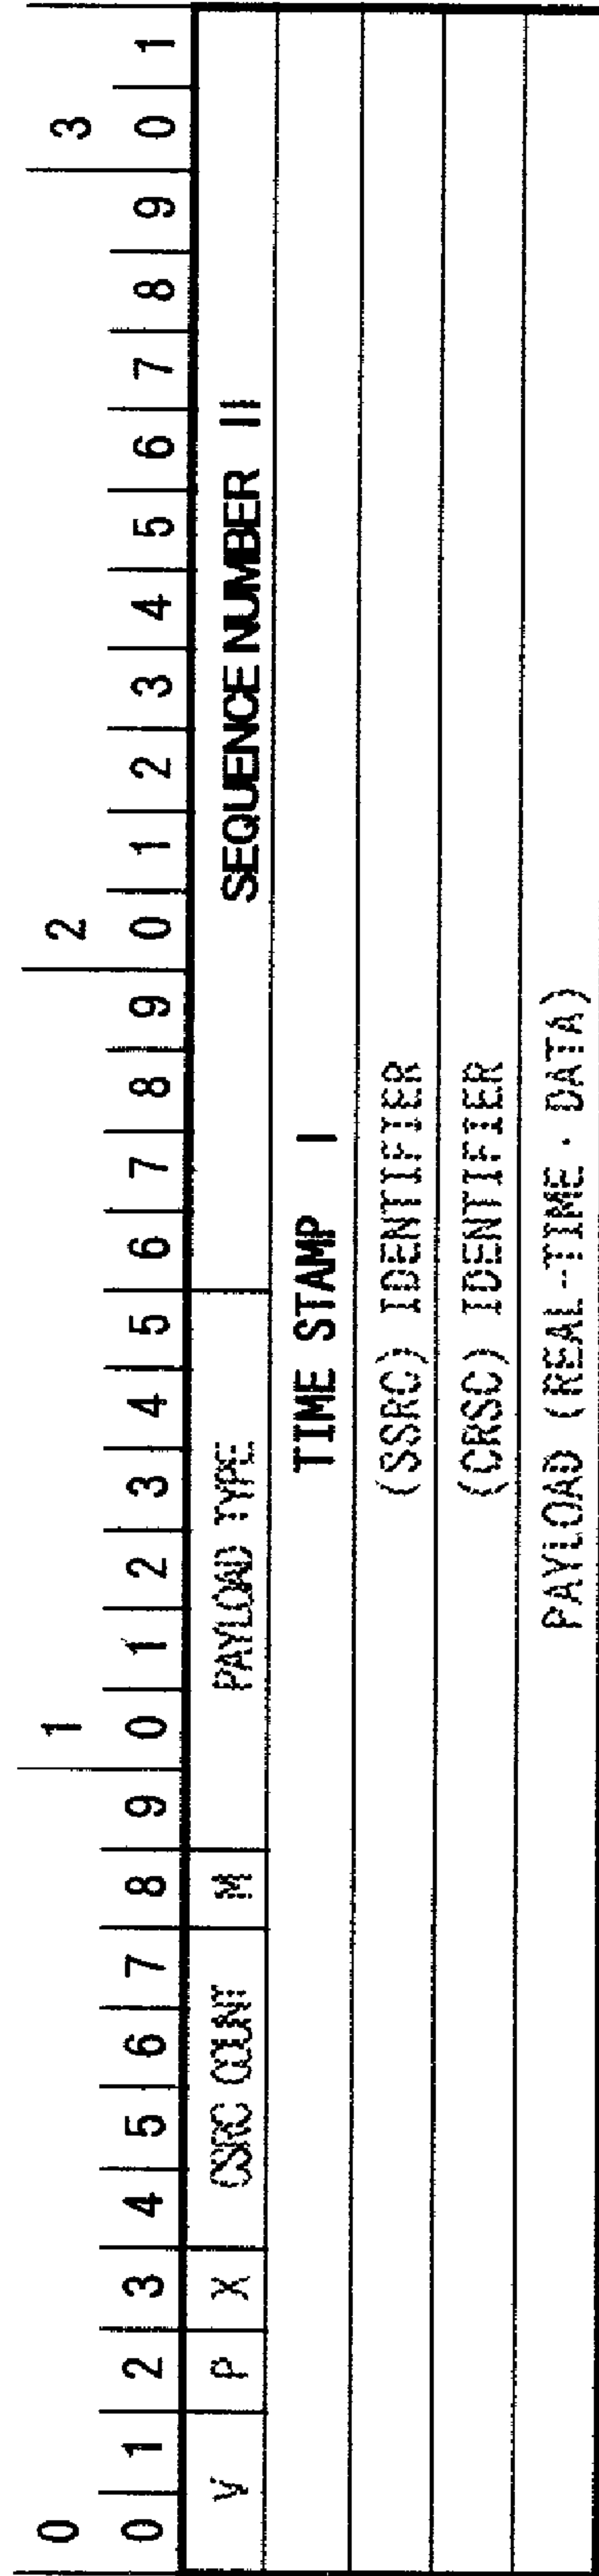 0 1 2 3
0 1 2 3 4 5 6 7 8 9 0 1 2 3 4 5 6 7 8 9 0 1 2 3 4 5 6 7 8 9 0 1
V P X CSRC COUNT M PAYLOAD TYPE SEQUENCE NUMBER II
TIME STAMP I
(SSRC) IDENTIFIER
(CRSC) IDENTIFIER
PAYLOAD (REAL-TIME · DATA)